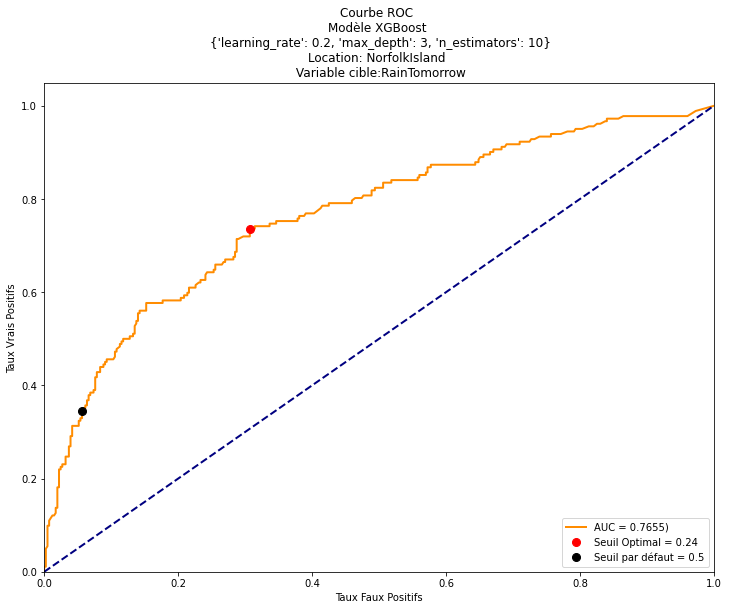 Courbe ROC
Modèle XGBoost
{'learning_rate': 0.2, 'max_depth': 3, 'n_estimators': 10}
Location: NorfolkIsland
Variable cible:RainTomorrow
Taux Vrais Positifs
1.0
0.8
0.6
0.4
0.2
0.0
0.0 0.2 0.4 0.6 0.8 1.0
Taux Faux Positifs
AUC = 0.7655)
Seuil Optimal = 0.24
Seuil par défaut = 0.5